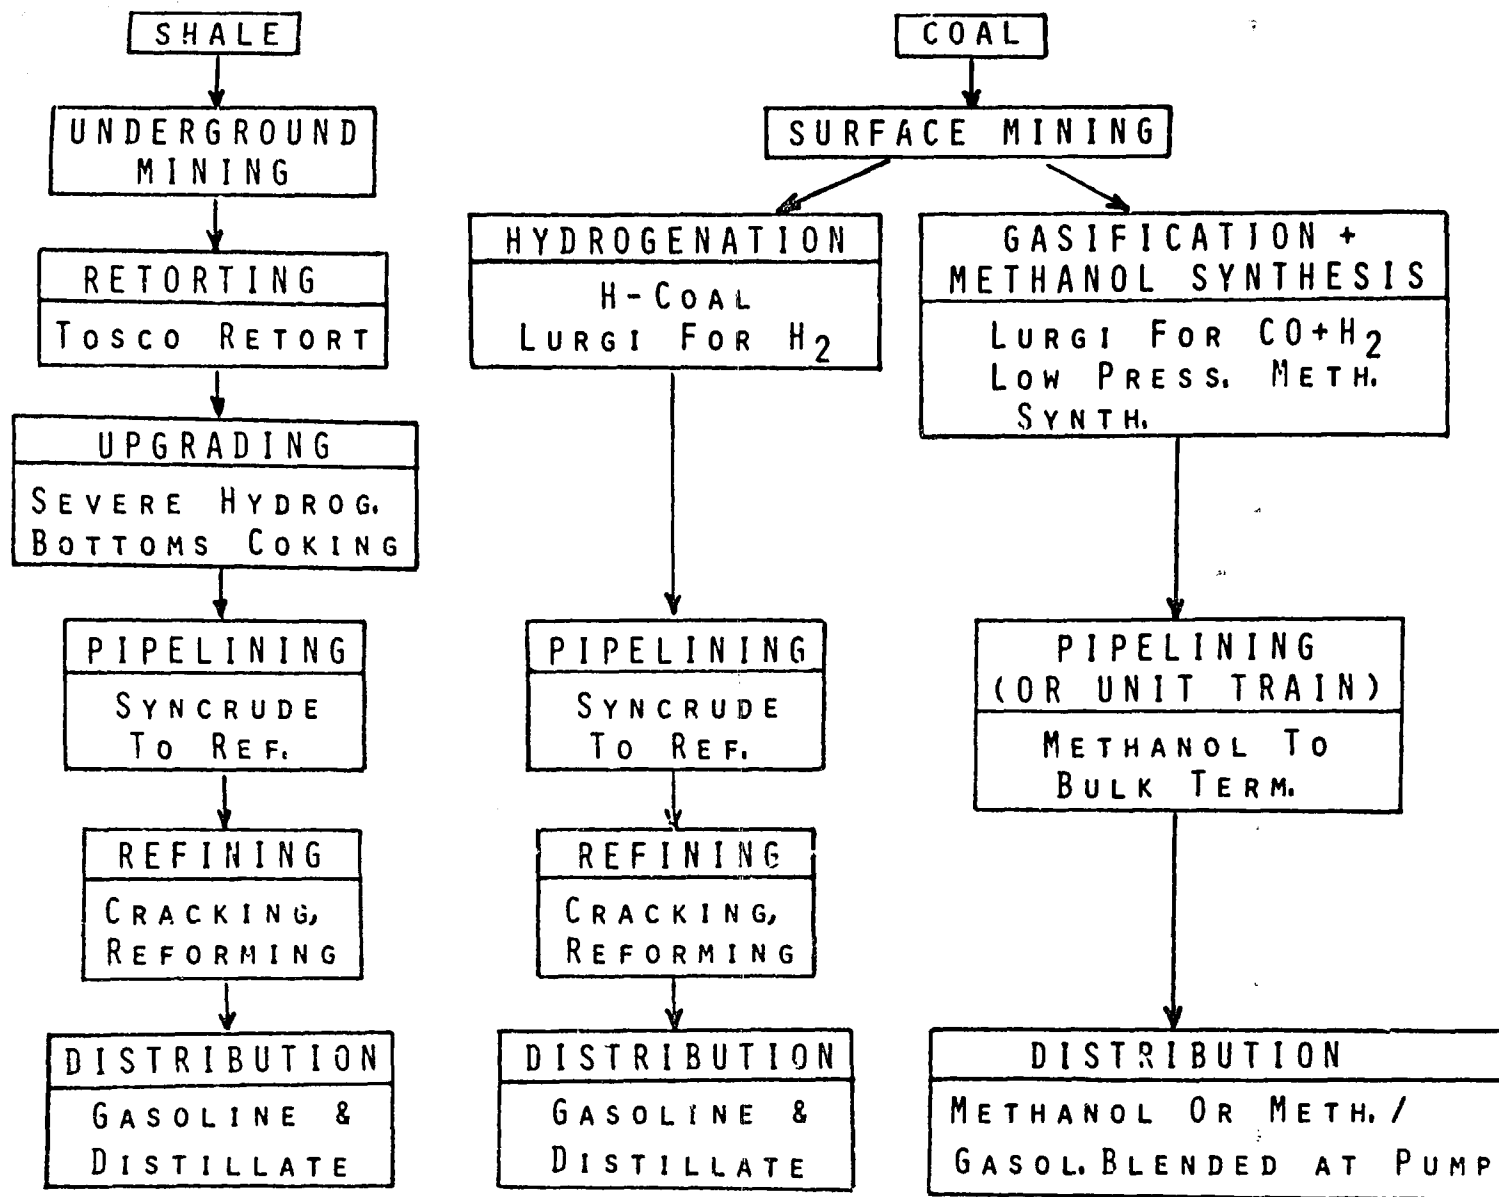 SHALE
UNDERGROUND
MINING
RETORTING
TOSCO RETORT
UPGRADING
SEVERE HYDROG.
BOTTOMS COKING
PIPELINING
SYNCRUDE
TO REF.
REFINING
CRACKING,
REFORMING
DISTRIBUTION
GASOLINE &
DISTILLATE
COAL
SURFACE MINING
HYDROGENATION
H-COAL
LURGI FOR H2
PIPELINING
SYNCRUDE
TO REF.
REFINING
CRACKING,
REFORMING
DISTRIBUTION
GASOLINE &
DISTILLATE
GASIFICATION +
METHANOL SYNTHESIS
LURGI FOR CO+H2
LOW PRESS. METH.
SYNTH.
PIPELINING
(OR UNIT TRAIN)
METHANOL TO
BULK TERM.
DISTRIBUTION
METHANOL OR METH./
GASOL. BLENDED AT PUMP